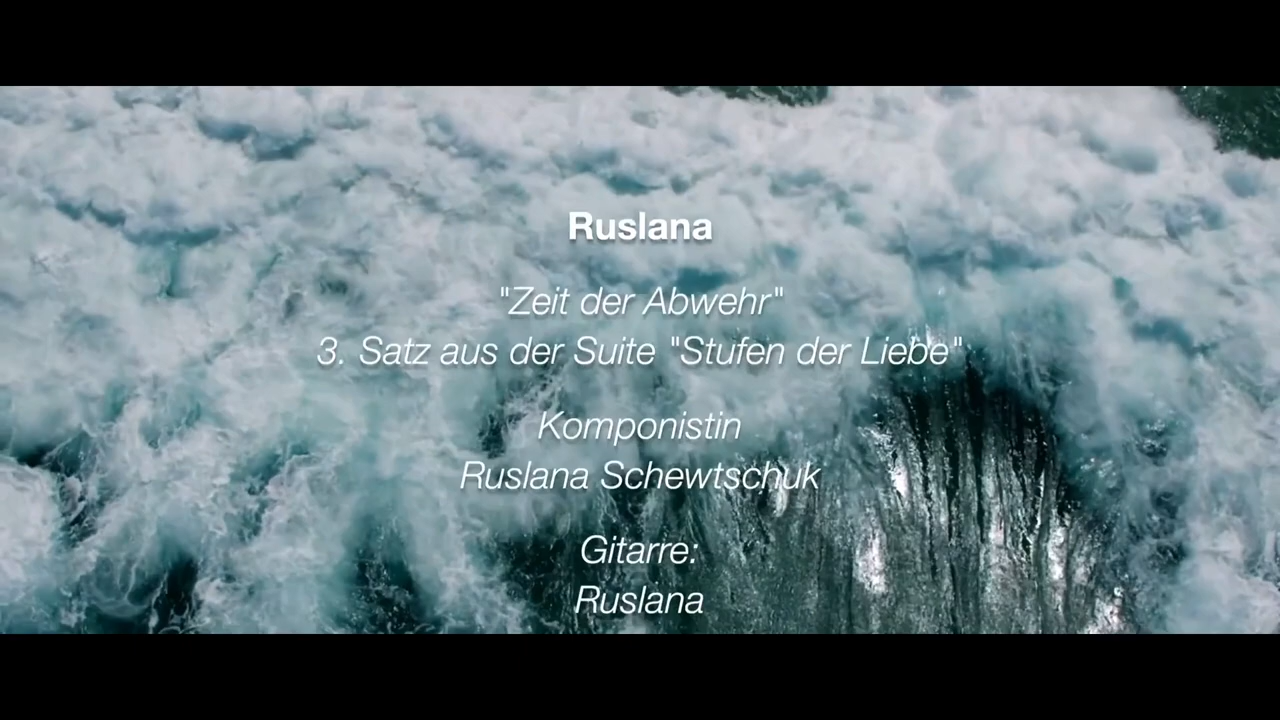 Ruslana
"Zeit der Abwehr"
3. Satz aus der Suite "Stufen der Liebe"
Komponistin
Ruslana Schewtschuk
Gitarre:
Ruslana